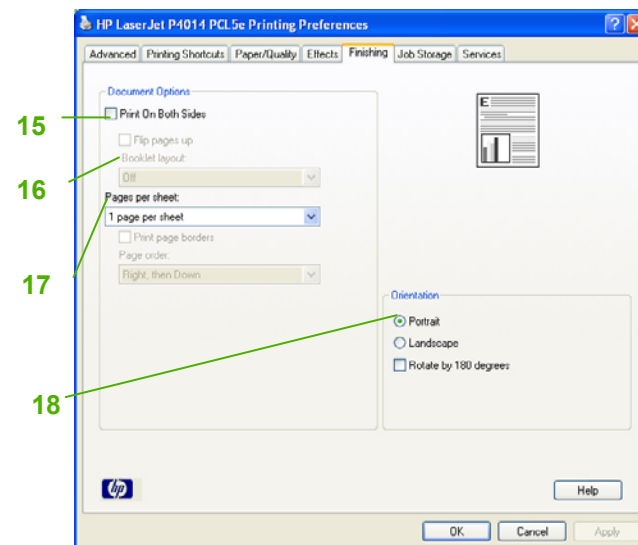 HP LaserJet P4014 PCL5e Printing Preferences
Advanced Printing Shortcuts Paper/Quality Effects Finishing Job Storage Services
Document Options
15
Print On Both Sides
Flip pages up
Booklet layout:
16
Off
Pages per sheet:
1 page per sheet
Print page borders
Page order:
17
Right, then Down
E
Orientation
Portrait
Landscape
Rotate by 180 degrees
18
hp
Help
OK Cancel Apply